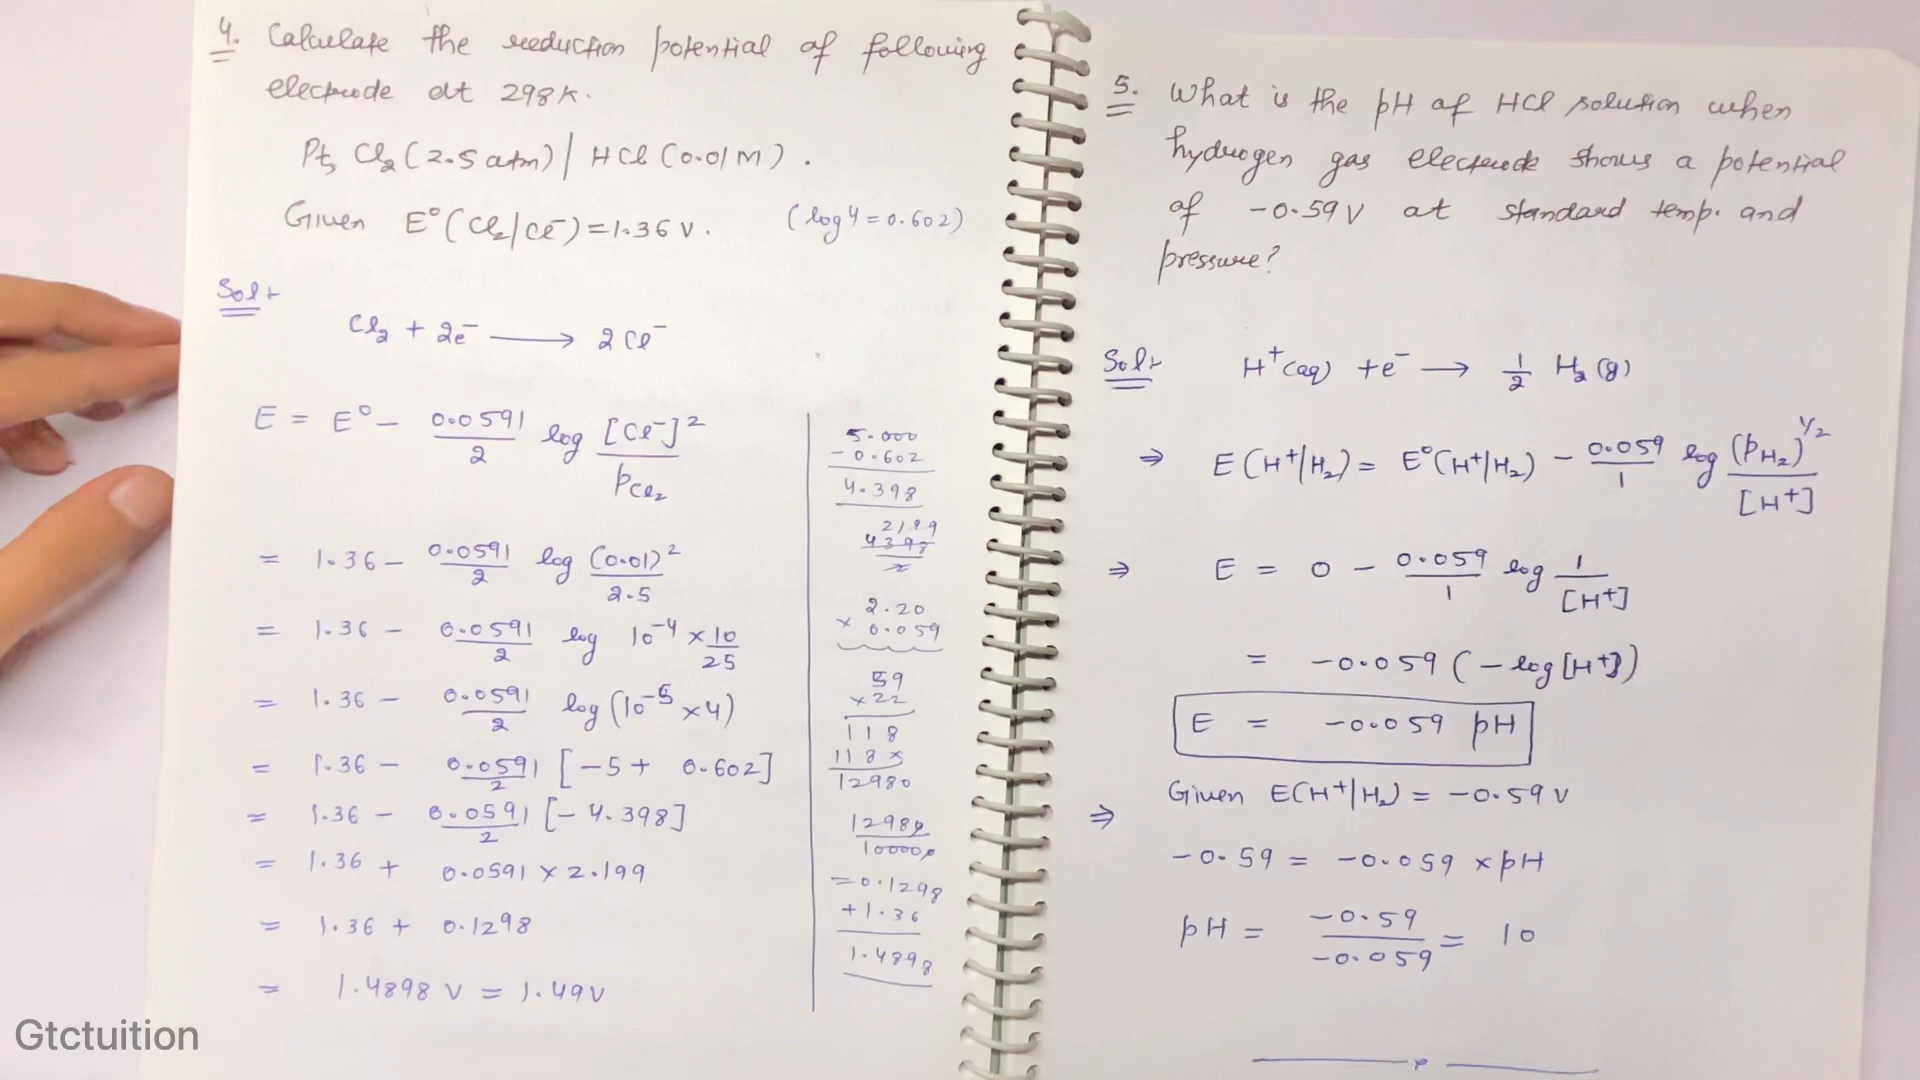 4. Calculate the reduction potential of following
electrode at 298K.
Pt, Cl₂ (2.5 atm) | HCl (0.01 M) .
Given E° (Cl₂/Cl⁻) = 1.36 V. (log 4 = 0.602)
Sol:-
Cl₂ + 2e⁻ ⟶ 2Cl⁻
E = E° - 0.0591/2 log [Cl⁻]²/pCl₂
= 1.36 - 0.0591/2 log (0.01)²/2.5
= 1.36 - 0.0591/2 log 10⁻⁴ × 10/25
= 1.36 - 0.0591/2 log (10⁻⁵ × 4)
= 1.36 - 0.0591/2 [-5 + 0.602]
= 1.36 - 0.0591/2 [-4.398]
= 1.36 + 0.0591 × 2.199
= 1.36 + 0.1298
= 1.4898 V = 1.49 V
5.000
- 0.602
4.398
2199
4398
2
2.20
× 0.059
59
× 22
118
118×
12980
12980
100000
= 0.1298
+ 1.36
1.4898
5. What is the pH of HCl solution when
hydrogen gas electrode shows a potential
of -0.59 V at standard temp. and
pressure?
Sol:-
H⁺(aq) + e⁻ ⟶ 1/2 H₂(g)
⇒ E (H⁺/H₂) = E° (H⁺/H₂) - 0.059/1 log (pH₂)^1/2/[H⁺]
⇒ E = 0 - 0.059/1 log 1/[H⁺]
= -0.059 (-log [H⁺])
E = -0.059 pH
Given E(H⁺/H₂) = -0.59 V
⇒
-0.59 = -0.059 × pH
pH = -0.59/-0.059 = 10
Gtctuition